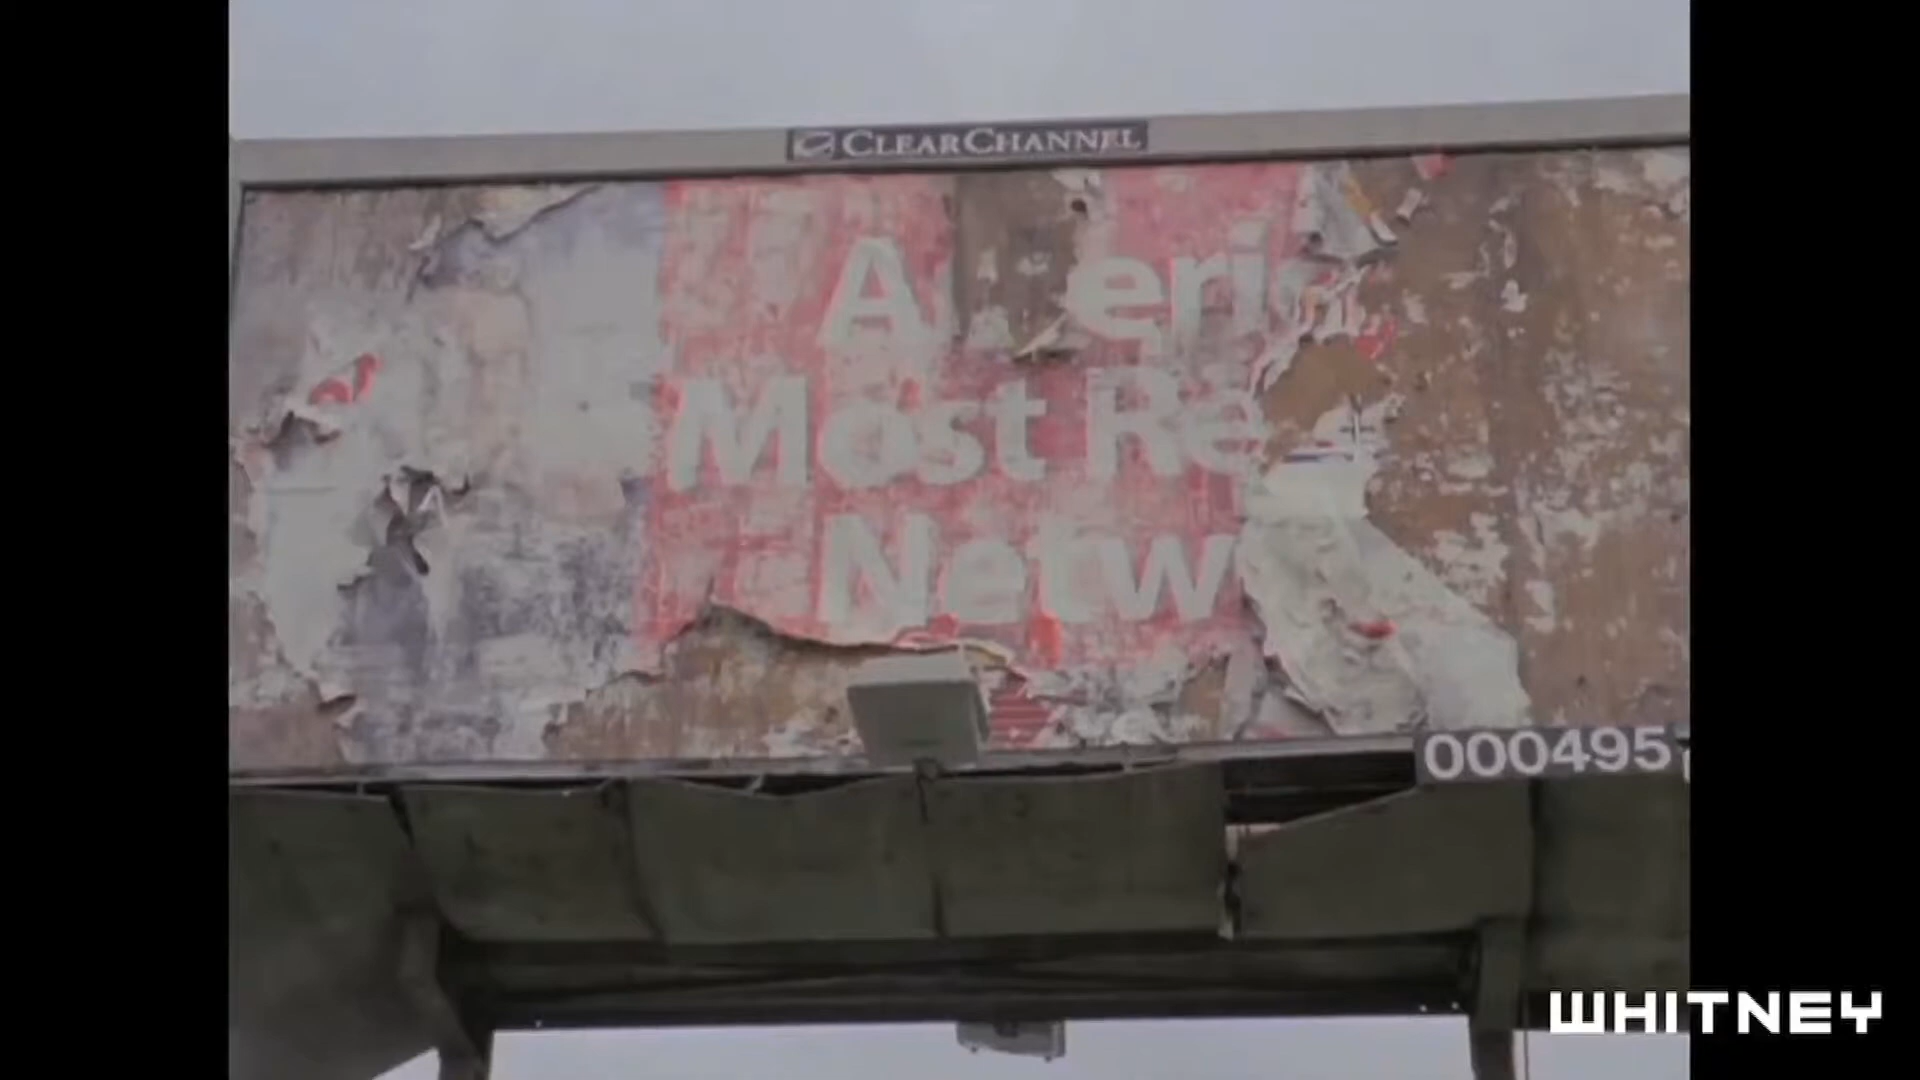 CLEARCHANNEL
A eri
Most Re
Netw
000495
WHITNEY